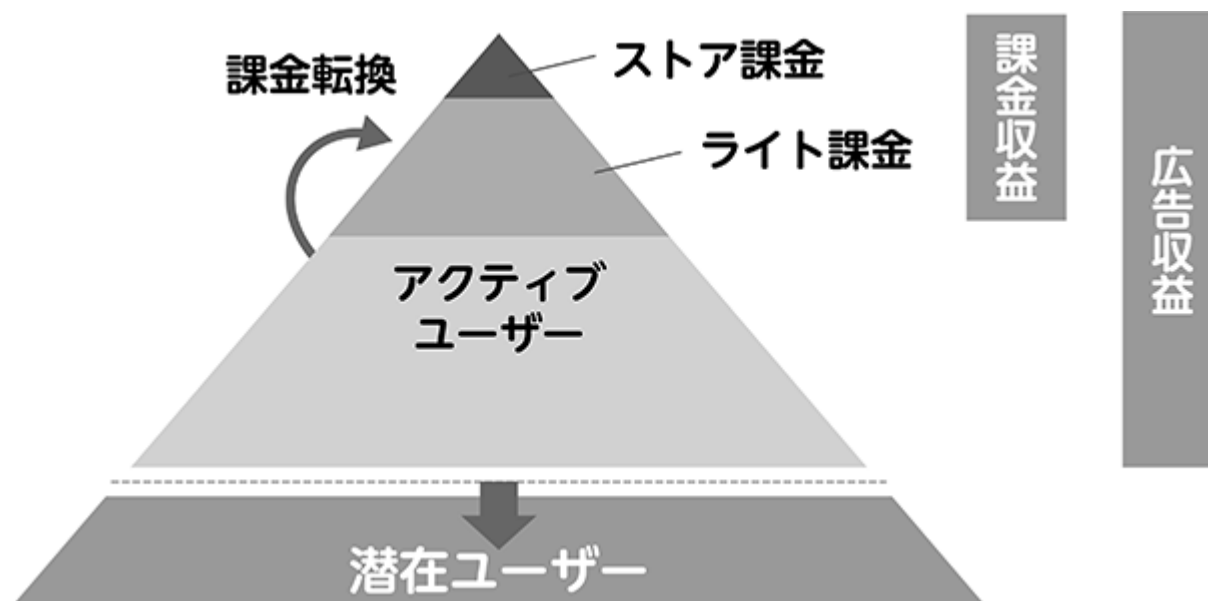 課金転換
ストア課金
ライト課金
アクティブ
ユーザー
潜在ユーザー
課金収益
広告収益